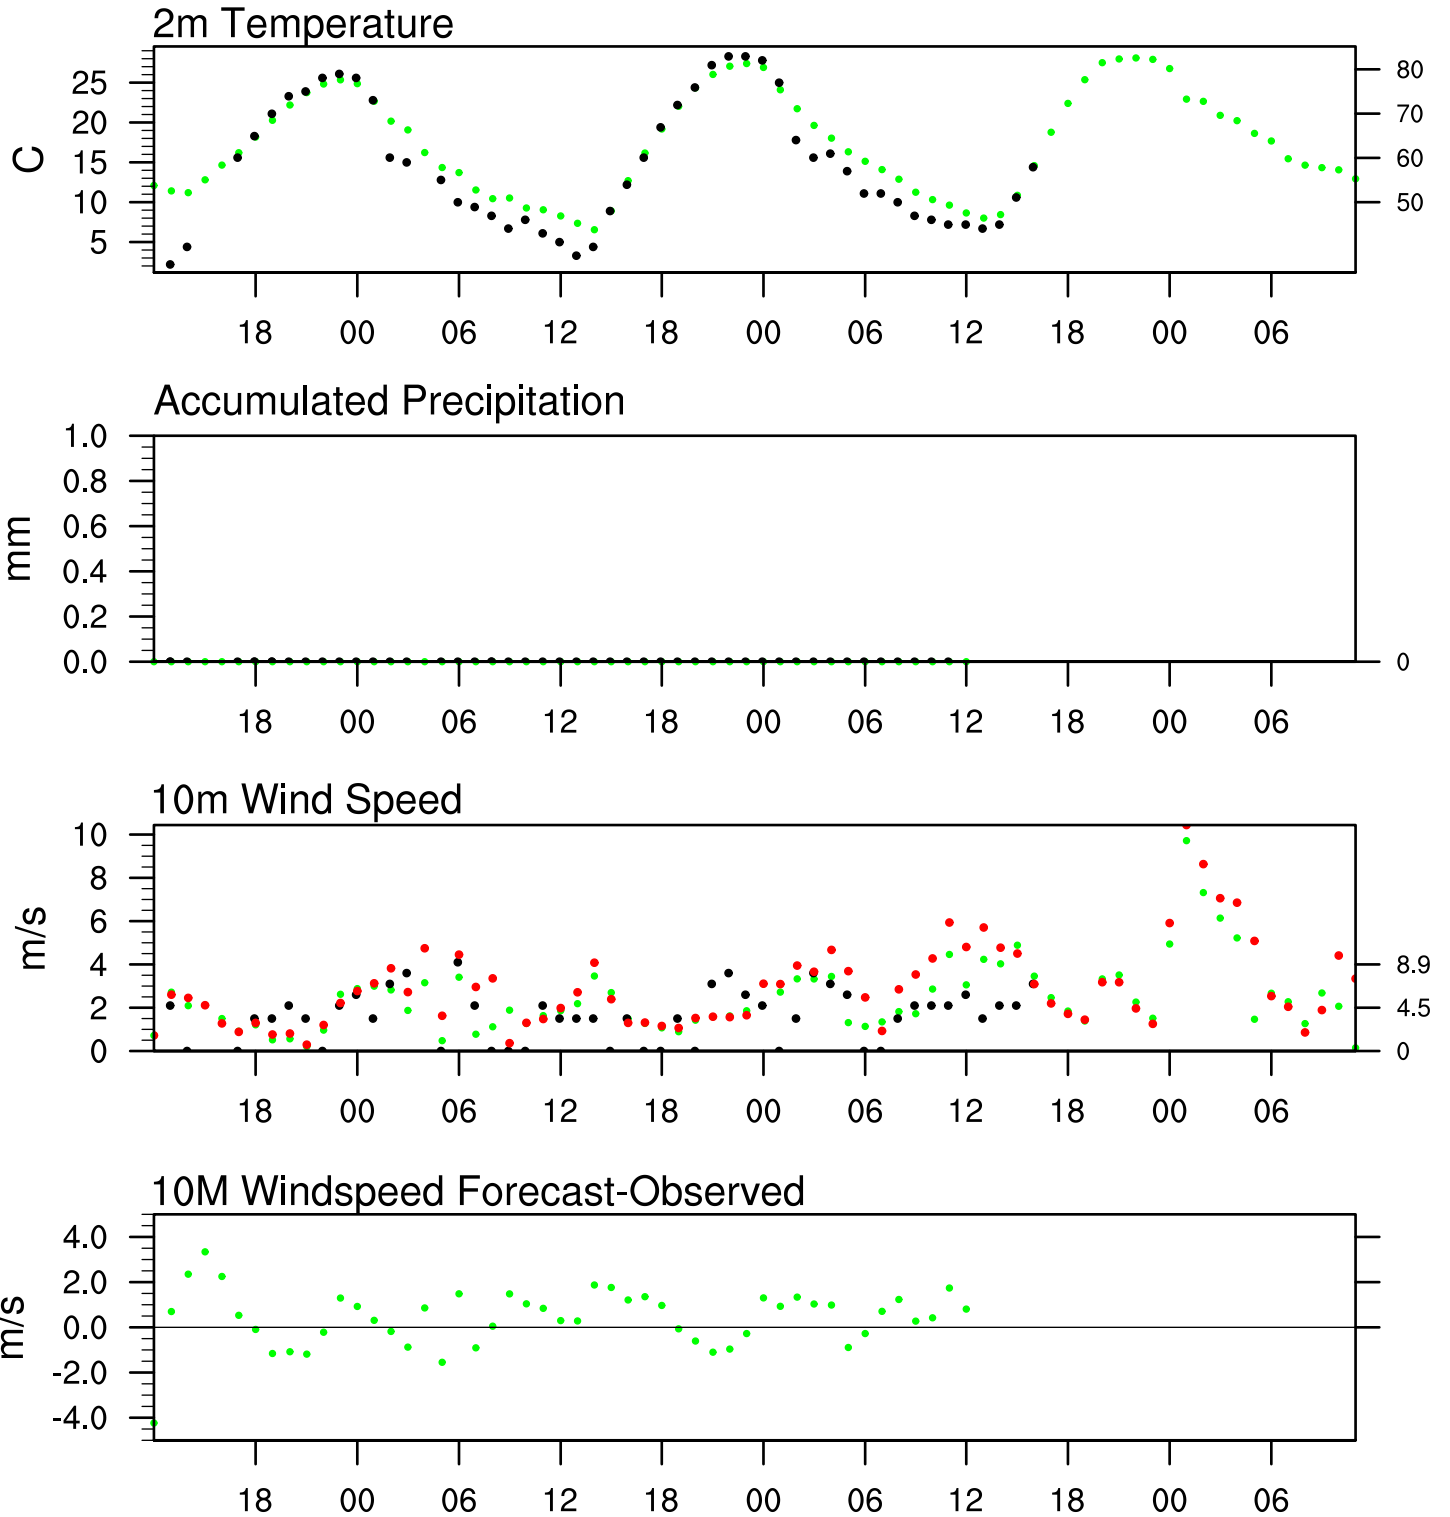 2m Temperature
C
25
20
15
10
5
80
70
60
50
18 00 06 12 18 00 06 12 18 00 06
Accumulated Precipitation
mm
1.0
0.8
0.6
0.4
0.2
0.0
0
18 00 06 12 18 00 06 12 18 00 06
10m Wind Speed
m/s
10
8
6
4
2
0
8.9
4.5
0
18 00 06 12 18 00 06 12 18 00 06
10M Windspeed Forecast-Observed
m/s
4.0
2.0
0.0
-2.0
-4.0
18 00 06 12 18 00 06 12 18 00 06